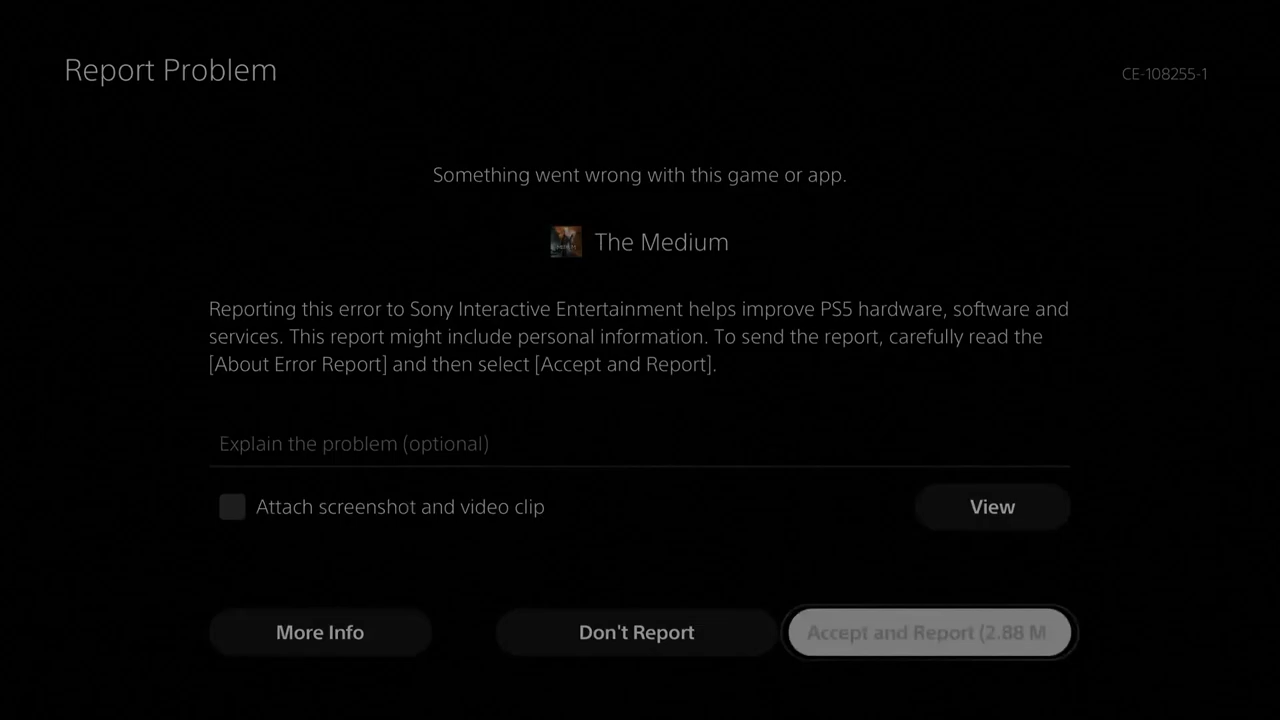 Report Problem
CE-108255-1
Something went wrong with this game or app.
The Medium
Reporting this error to Sony Interactive Entertainment helps improve PS5 hardware, software and
services. This report might include personal information. To send the report, carefully read the
[About Error Report] and then select [Accept and Report].
Explain the problem (optional)
Attach screenshot and video clip
View
More Info
Don't Report
Accept and Report (2.88 M